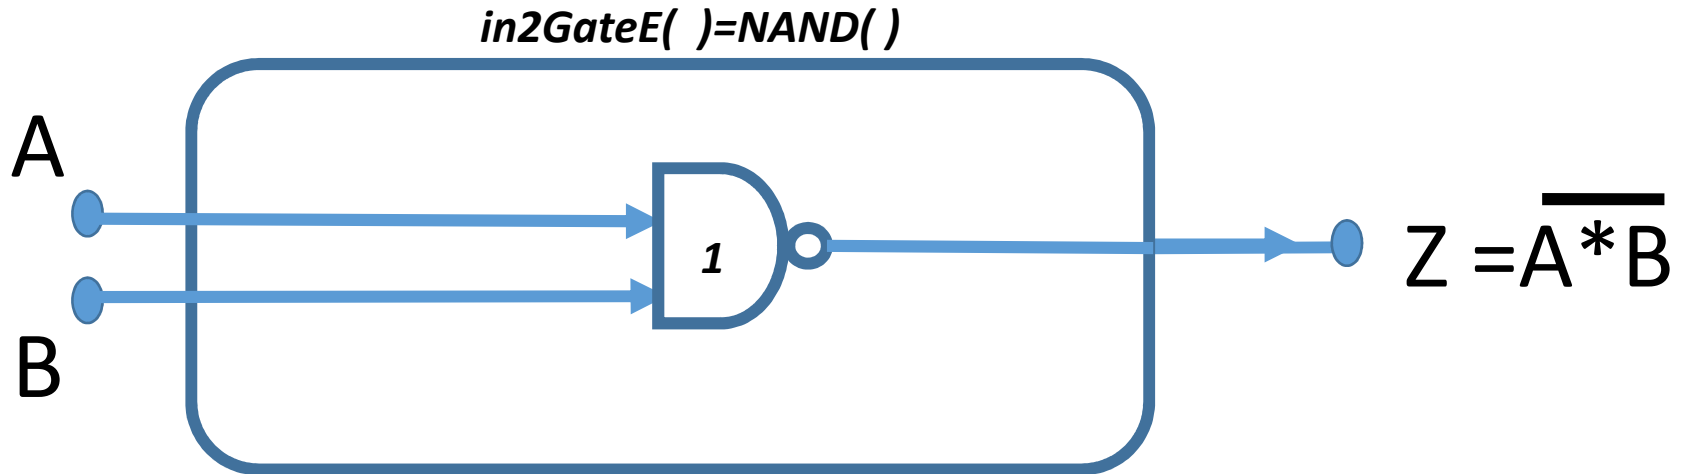 in2GateE( )=NAND( )
A
1
Z =A*B
B